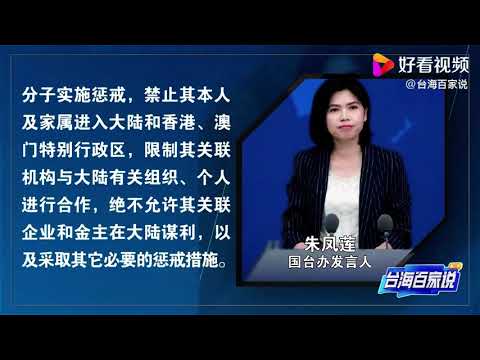 好看视频
@台海百家说
分子实施惩戒，禁止其本人
及家属进入大陆和香港、澳
门特别行政区，限制其关联
机构与大陆有关组织、个人
进行合作，绝不允许其关联
企业和金主在大陆谋利，以
及采取其它必要的惩戒措施。
朱凤莲
国台办发言人
台海百家说